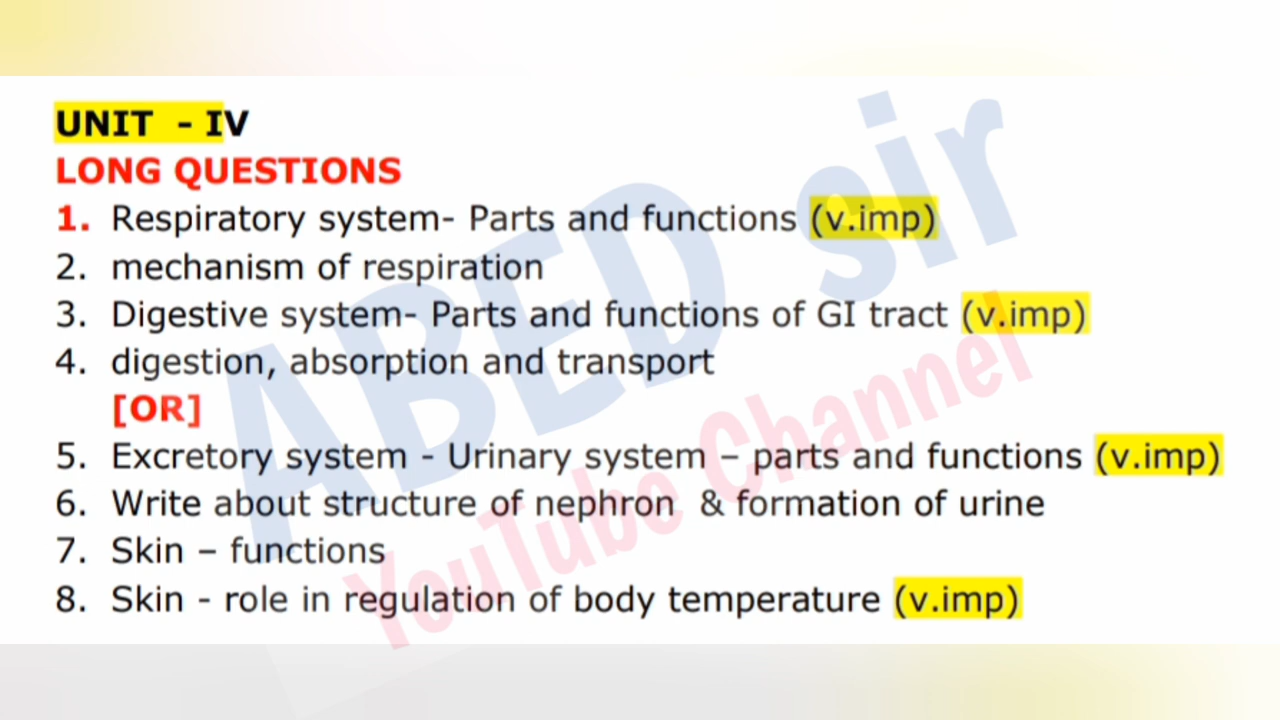 UNIT - IV
LONG QUESTIONS
1. Respiratory system- Parts and functions (v.imp)
2. mechanism of respiration
3. Digestive system- Parts and functions of GI tract (v.imp)
4. digestion, absorption and transport
[OR]
5. Excretory system - Urinary system – parts and functions (v.imp)
6. Write about structure of nephron & formation of urine
7. Skin – functions
8. Skin - role in regulation of body temperature (v.imp)
ABED sir
YouTube Channel